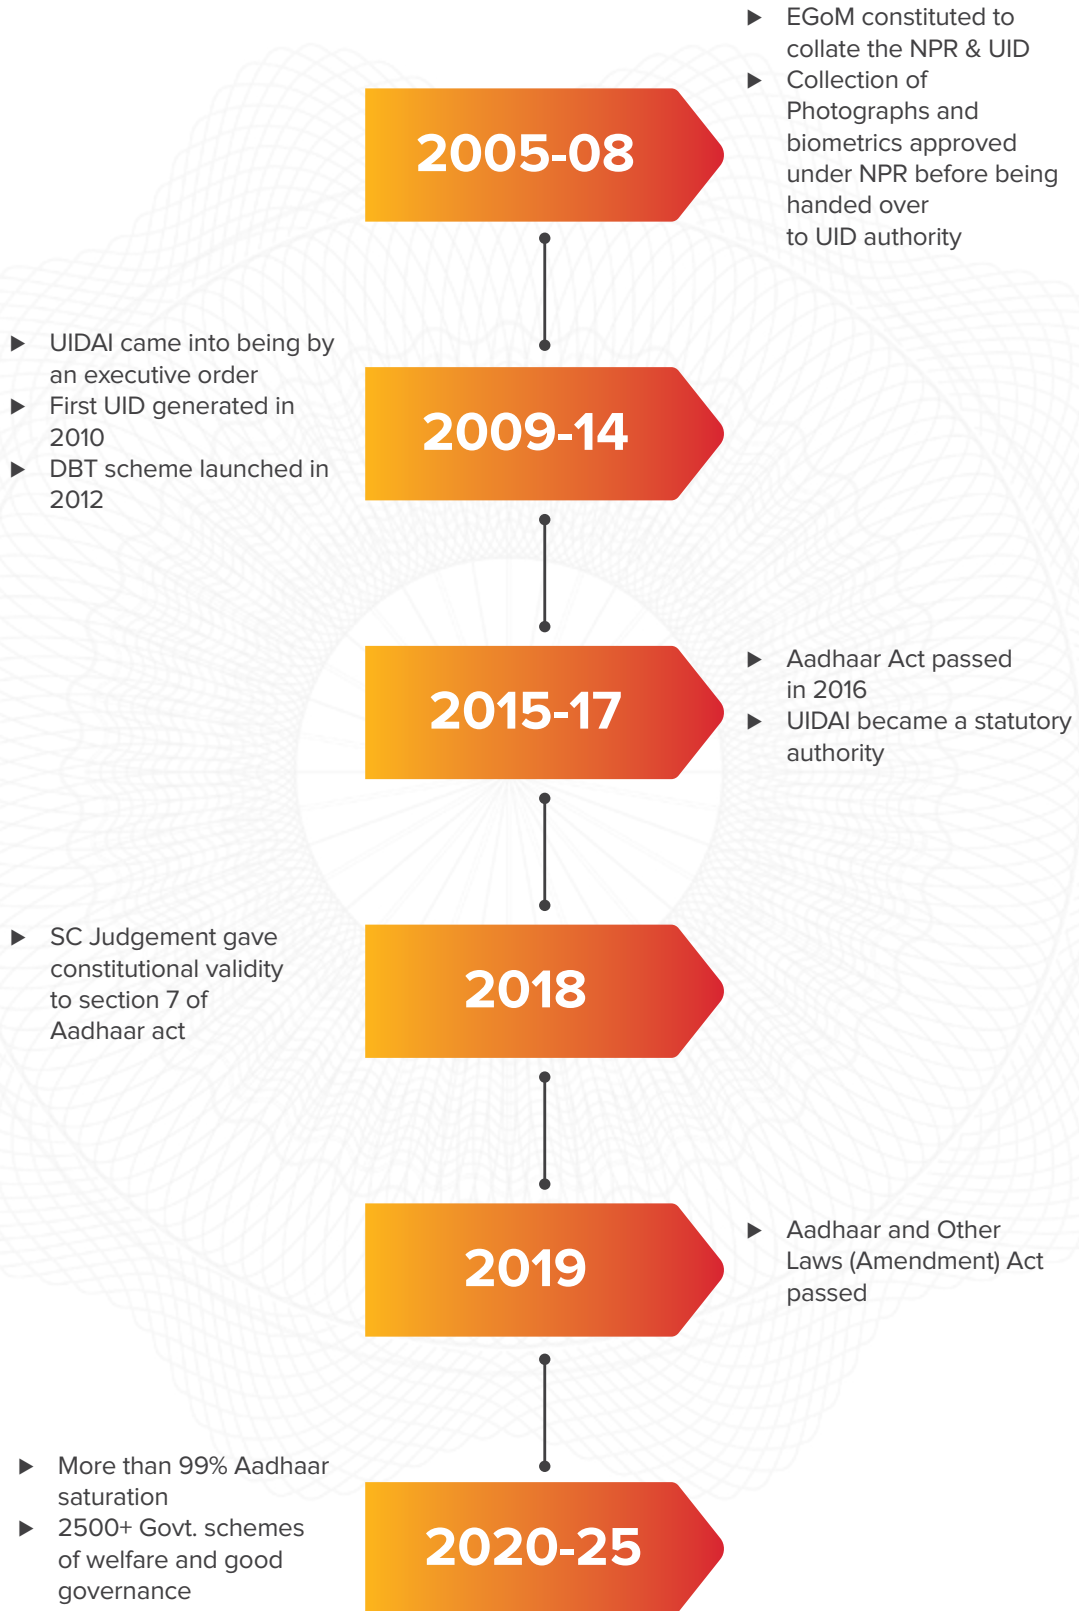 ▶ EGoM constituted to
collate the NPR & UID
▶ Collection of
Photographs and
biometrics approved
under NPR before being
handed over
to UID authority
2005-08
▶ UIDAI came into being by
an executive order
▶ First UID generated in
2010
▶ DBT scheme launched in
2012
2009-14
2015-17
▶ Aadhaar Act passed
in 2016
▶ UIDAI became a statutory
authority
▶ SC Judgement gave
constitutional validity
to section 7 of
Aadhaar act
2018
2019
▶ Aadhaar and Other
Laws (Amendment) Act
passed
▶ More than 99% Aadhaar
saturation
▶ 2500+ Govt. schemes
of welfare and good
governance
2020-25